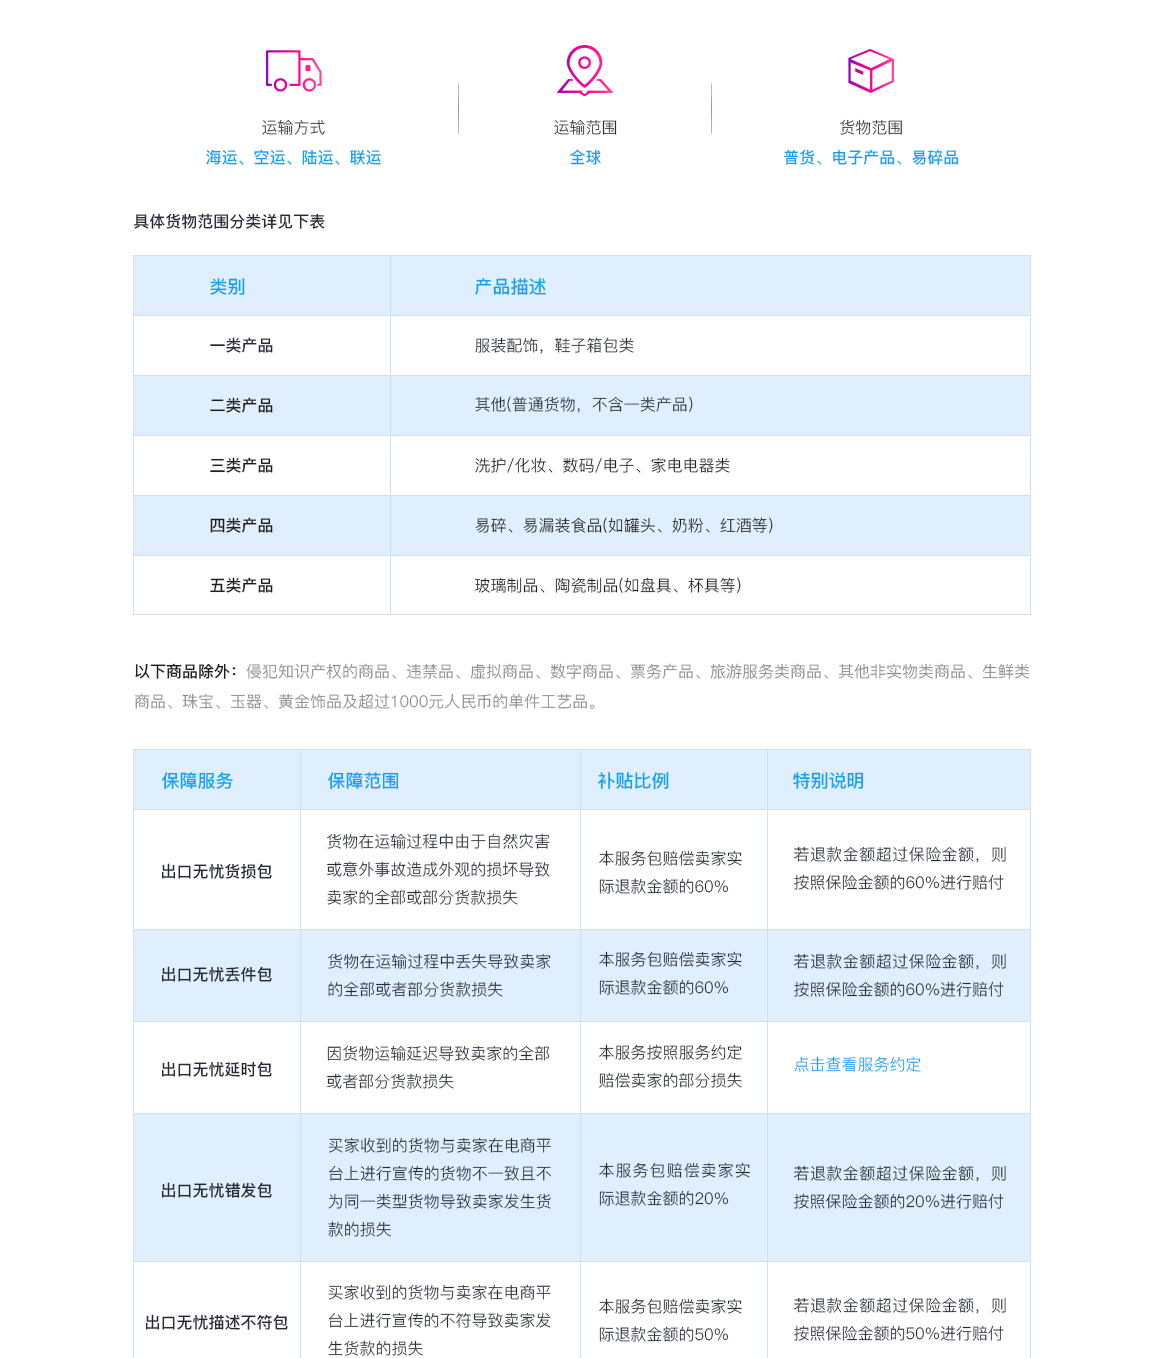 运输方式
海运、空运、陆运、联运
运输范围
全球
货物范围
普货、电子产品、易碎品
具体货物范围分类详见下表
类别
产品描述
一类产品
服装配饰，鞋子箱包类
二类产品
其他(普通货物，不含一类产品)
三类产品
洗护/化妆、数码/电子、家电电器类
四类产品
易碎、易漏装食品(如罐头、奶粉、红酒等)
五类产品
玻璃制品、陶瓷制品(如盘具、杯具等)
以下商品除外：侵犯知识产权的商品、违禁品、虚拟商品、数字商品、票务产品、旅游服务类商品、其他非实物类商品、生鲜类
商品、珠宝、玉器、黄金饰品及超过1000元人民币的单件工艺品。
保障服务
保障范围
补贴比例
特别说明
出口无忧货损包
货物在运输过程中由于自然灾害
或意外事故造成外观的损坏导致
卖家的全部或部分货款损失
本服务包赔偿卖家实
际退款金额的60%
若退款金额超过保险金额，则
按照保险金额的60%进行赔付
出口无忧丢件包
货物在运输过程中丢失导致卖家
的全部或者部分货款损失
本服务包赔偿卖家实
际退款金额的60%
若退款金额超过保险金额，则
按照保险金额的60%进行赔付
出口无忧延时包
因货物运输延迟导致卖家的全部
或者部分货款损失
本服务按照服务约定
赔偿卖家的部分损失
点击查看服务约定
出口无忧错发包
买家收到的货物与卖家在电商平
台上进行宣传的货物不一致且不
为同一类型货物导致卖家发生货
款的损失
本服务包赔偿卖家实
际退款金额的20%
若退款金额超过保险金额，则
按照保险金额的20%进行赔付
出口无忧描述不符包
买家收到的货物与卖家在电商平
台上进行宣传的不符导致卖家发
生货款的损失
本服务包赔偿卖家实
际退款金额的50%
若退款金额超过保险金额，则
按照保险金额的50%进行赔付